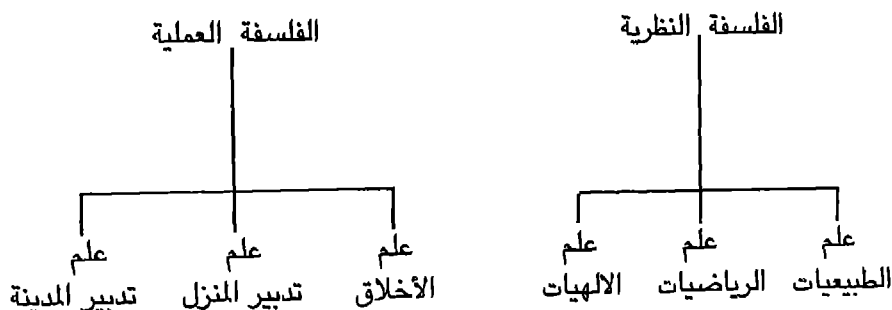 الفلسفة النظرية
الفلسفة العملية
علم
الطبيعيات
علم
الرياضيات
علم
الالهيات
علم
الأخلاق
علم
تدبير المنزل
علم
تدبير المدينة